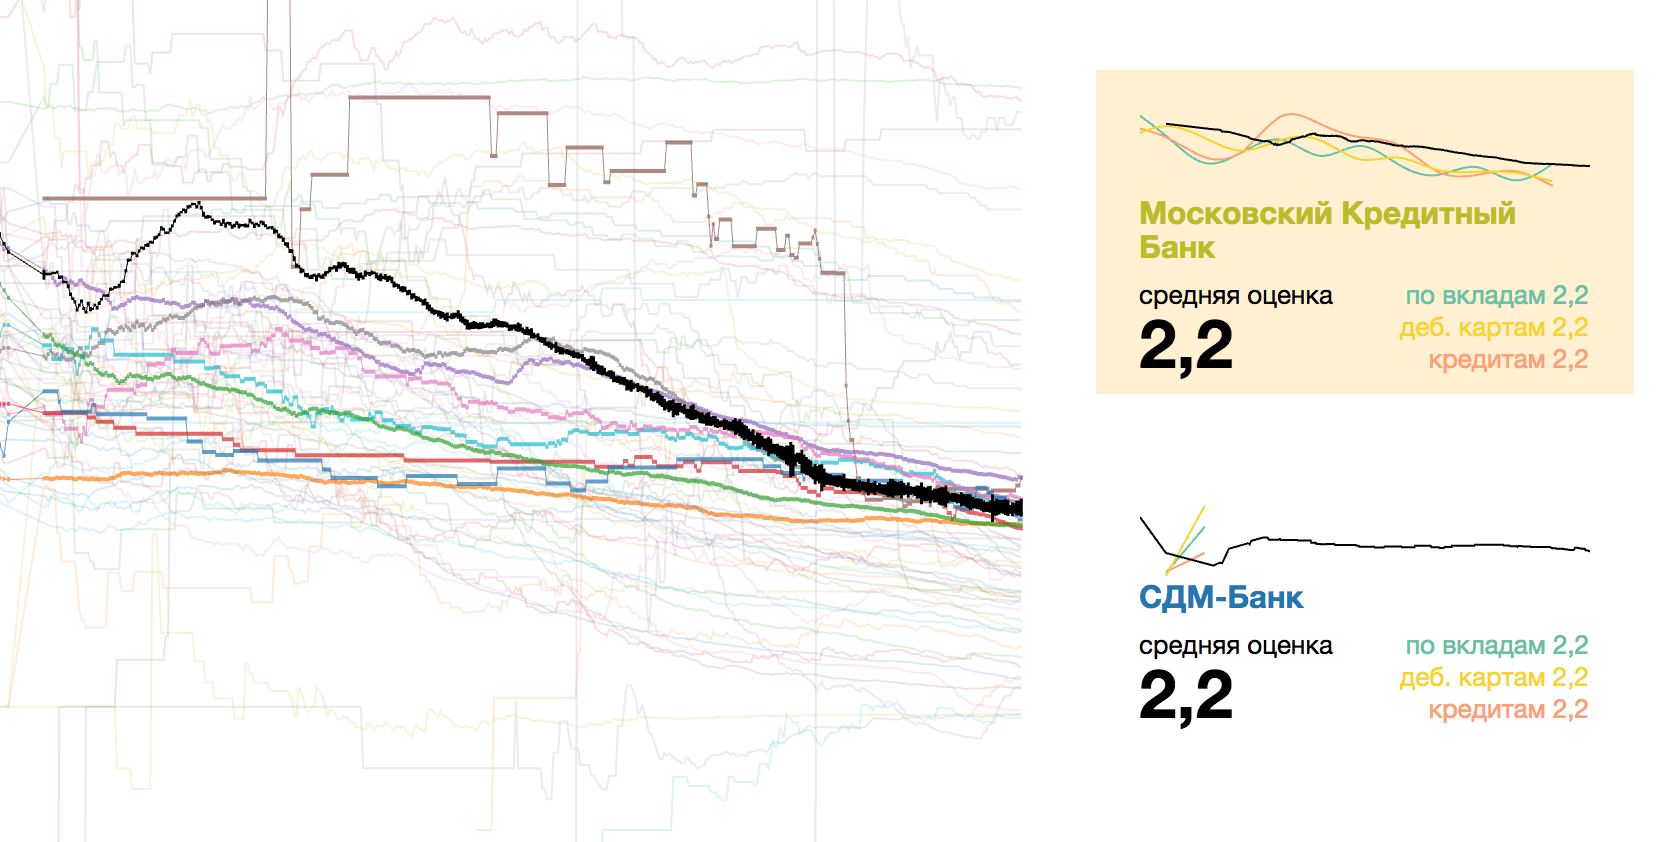 Московский Кредитный
Банк
средняя оценка
2,2
по вкладам 2,2
деб. картам 2,2
кредитам 2,2
СДМ-Банк
средняя оценка
2,2
по вкладам 2,2
деб. картам 2,2
кредитам 2,2